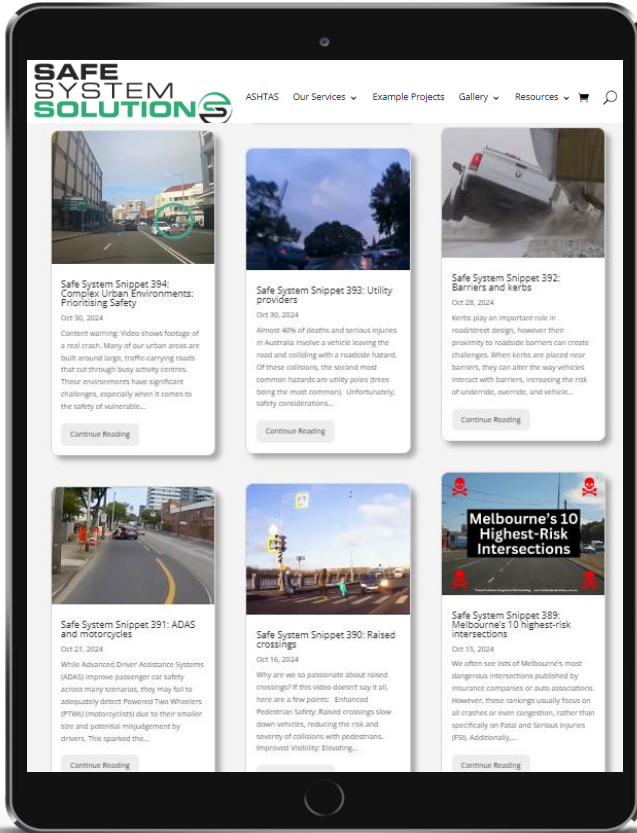 SAFE
SYSTEM
SOLUTIONS
ASHTAS Our Services Example Projects Gallery Resources
Safe System Snippet 394:
Complex Urban Environments:
Prioritising Safety
Oct 30, 2024
Content warning: Video shows footage of
a real crash. Many of our urban areas are
built around large, traffic-carrying roads
that cut through busy activity centres.
These environments have significant
challenges, especially when it comes to
the safety of vulnerable...
Continue Reading
Safe System Snippet 393: Utility
providers
Oct 30, 2024
Almost 40% of deaths and serious injuries
in Australia involve a vehicle leaving the
road and colliding with a roadside hazard.
Of these collisions, the second most
common hazards are utility poles (trees
being the most common). Unfortunately,
safety considerations...
Continue Reading
Safe System Snippet 392:
Barriers and kerbs
Oct 28, 2024
Kerbs play an important role in
road/street design, however their
proximity to roadside barriers can create
challenges. When kerbs are placed near
barriers, they can alter the way vehicles
interact with barriers, increasing the risk
of underride, override, and vehicle...
Continue Reading
Safe System Snippet 391: ADAS
and motorcycles
Oct 21, 2024
While Advanced Driver Assistance Systems
(ADAS) improve passenger car safety
across many scenarios, they may fail to
adequately detect Powered Two Wheelers
(PTWs) (motorcyclists) due to their smaller
size and potential misjudgement by
drivers. This sparked the...
Continue Reading
Safe System Snippet 390: Raised
crossings
Oct 16, 2024
Why are we so passionate about raised
crossings? If this video doesn't say it all,
here are a few points: Enhanced
Pedestrian Safety: Raised crossings slow
down vehicles, reducing the risk and
severity of collisions with pedestrians.
Improved Visibility: Elevating...
Melbourne's 10
Highest-Risk
Intersections
Safe System Snippet 389:
Melbourne's 10 highest-risk
intersections
Oct 15, 2024
We often see lists of Melbourne's most
dangerous intersections published by
insurance companies or auto associations.
However, these rankings usually focus on
all crashes or even congestion, rather than
specifically on Fatal and Serious Injuries
(FSI). Additionally,...
Continue Reading